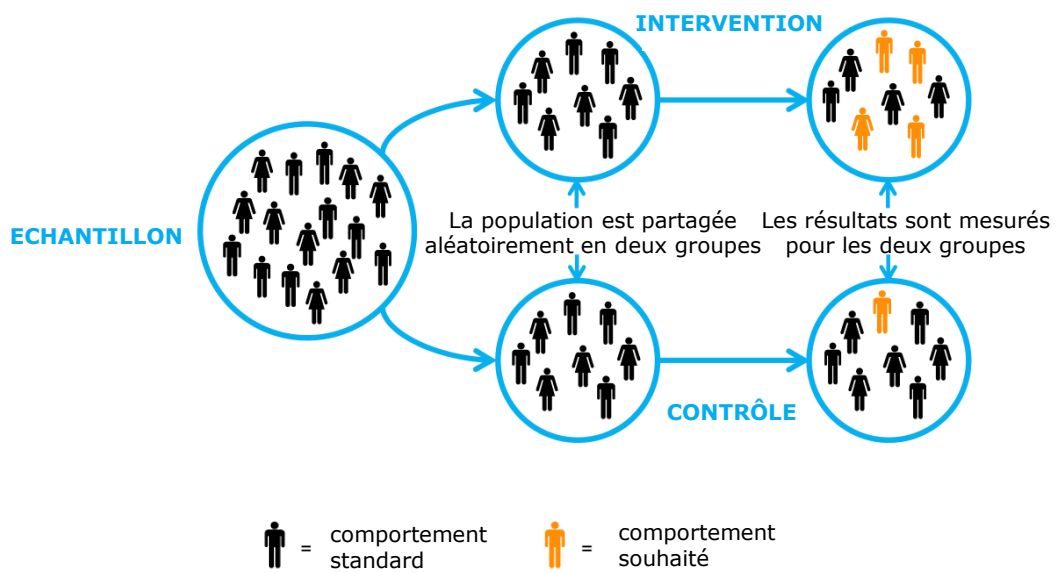 INTERVENTION
ECHANTILLON
La population est partagée
aléatoirement en deux groupes
Les résultats sont mesurés
pour les deux groupes
CONTRÔLE
= comportement
standard
= comportement
souhaité